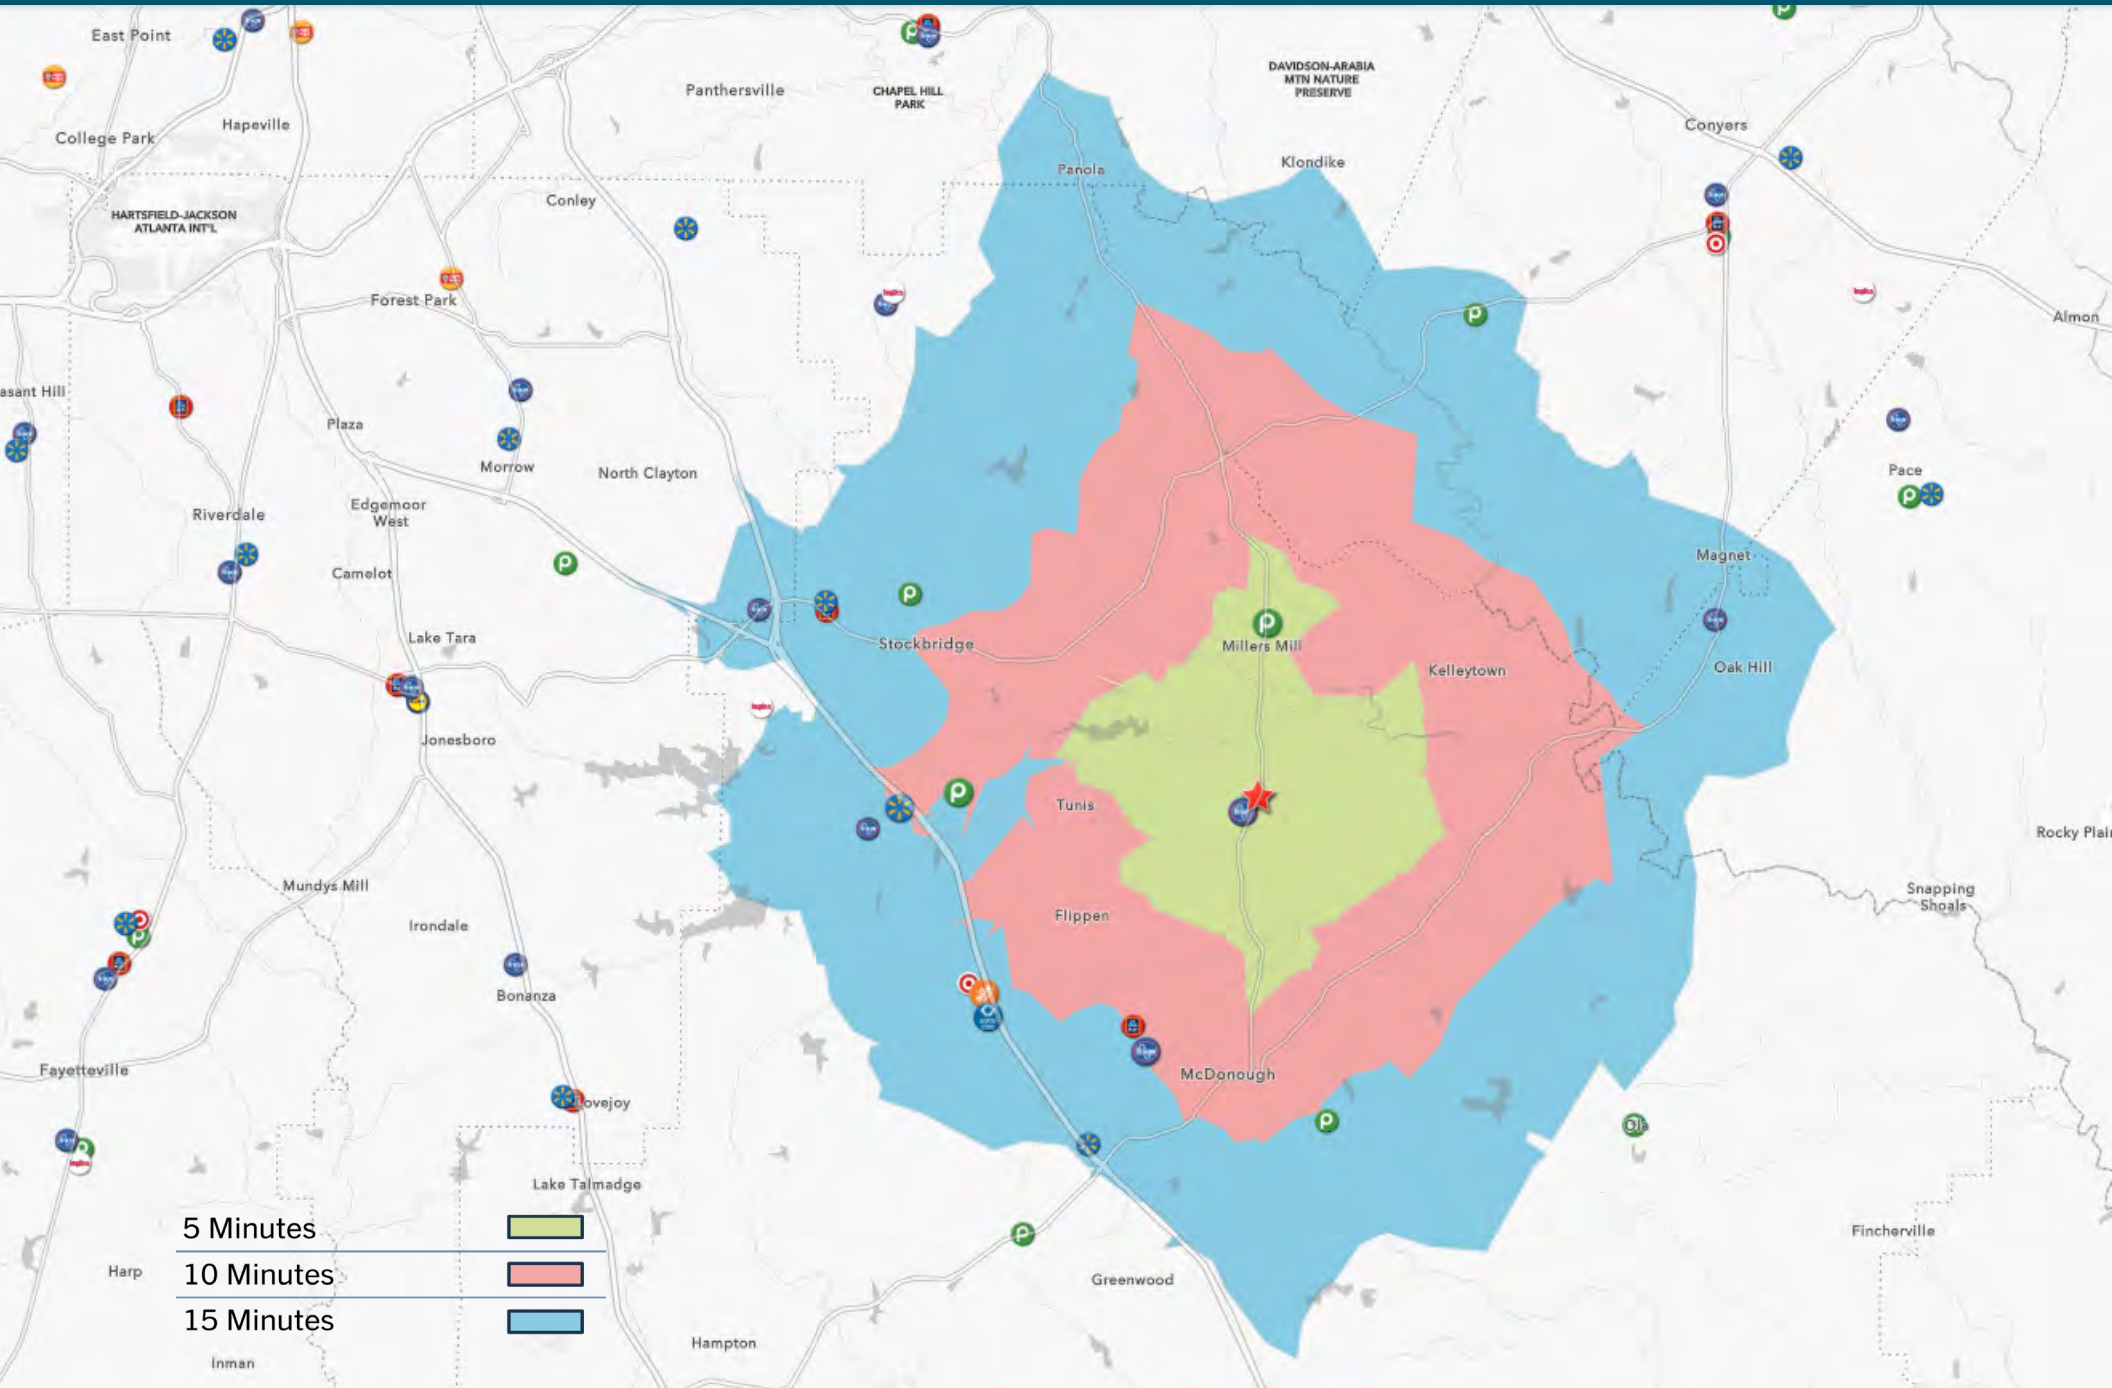 East Point
Panthersville
CHAPEL HILL
PARK
DAVIDSON-ARABIA
MTN NATURE
PRESERVE
Conyers
College Park
Hapeville
Klondike
Panola
Conley
HARTSFIELD-JACKSON
ATLANTA INT'L
Forest Park
Almon
asant Hill
Plaza
Morrow
North Clayton
Pace
Edgemoor
West
Riverdale
Camelot
Magnet
Lake Tara
Stockbridge
Millers Mill
Kelleytown
Oak Hill
Jonesboro
Tunis
Rocky Plai
Mundys Mill
Irondale
Flippen
Snapping
Shoals
Bonanza
Fayetteville
McDonough
Lovejoy
Ola
Lake Talmadge
5 Minutes
10 Minutes
15 Minutes
Fincherville
Harp
Greenwood
Hampton
Inman